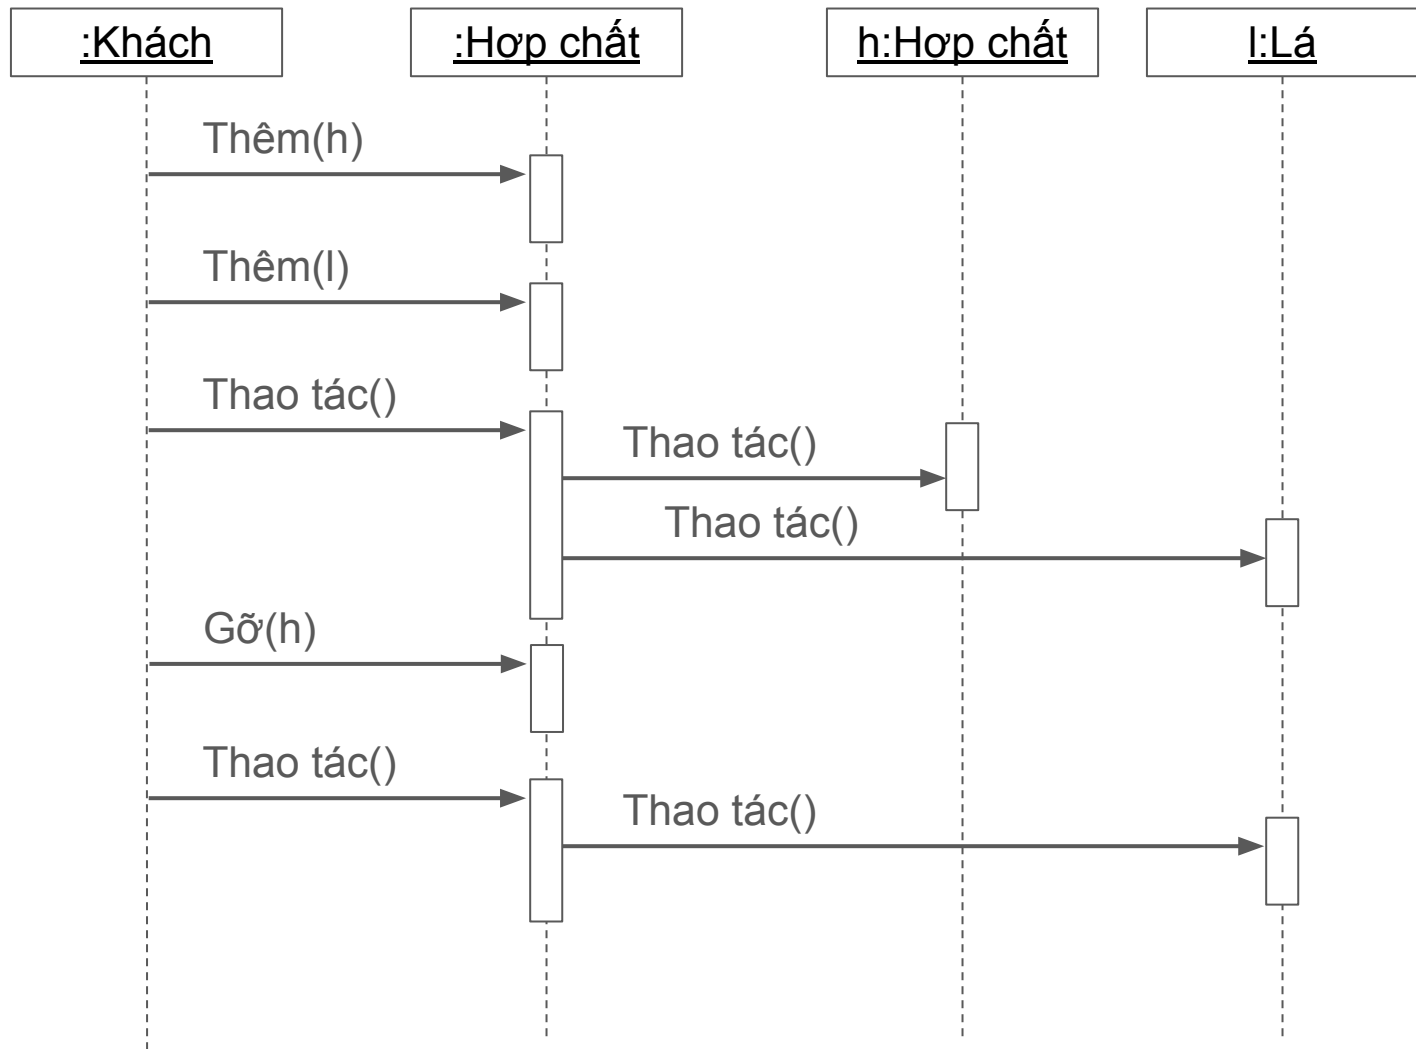 :Khách
:Hợp chất
h:Hợp chất
l:Lá
Thêm(h)
Thêm(l)
Thao tác()
Thao tác()
Thao tác()
Gỡ(h)
Thao tác()
Thao tác()